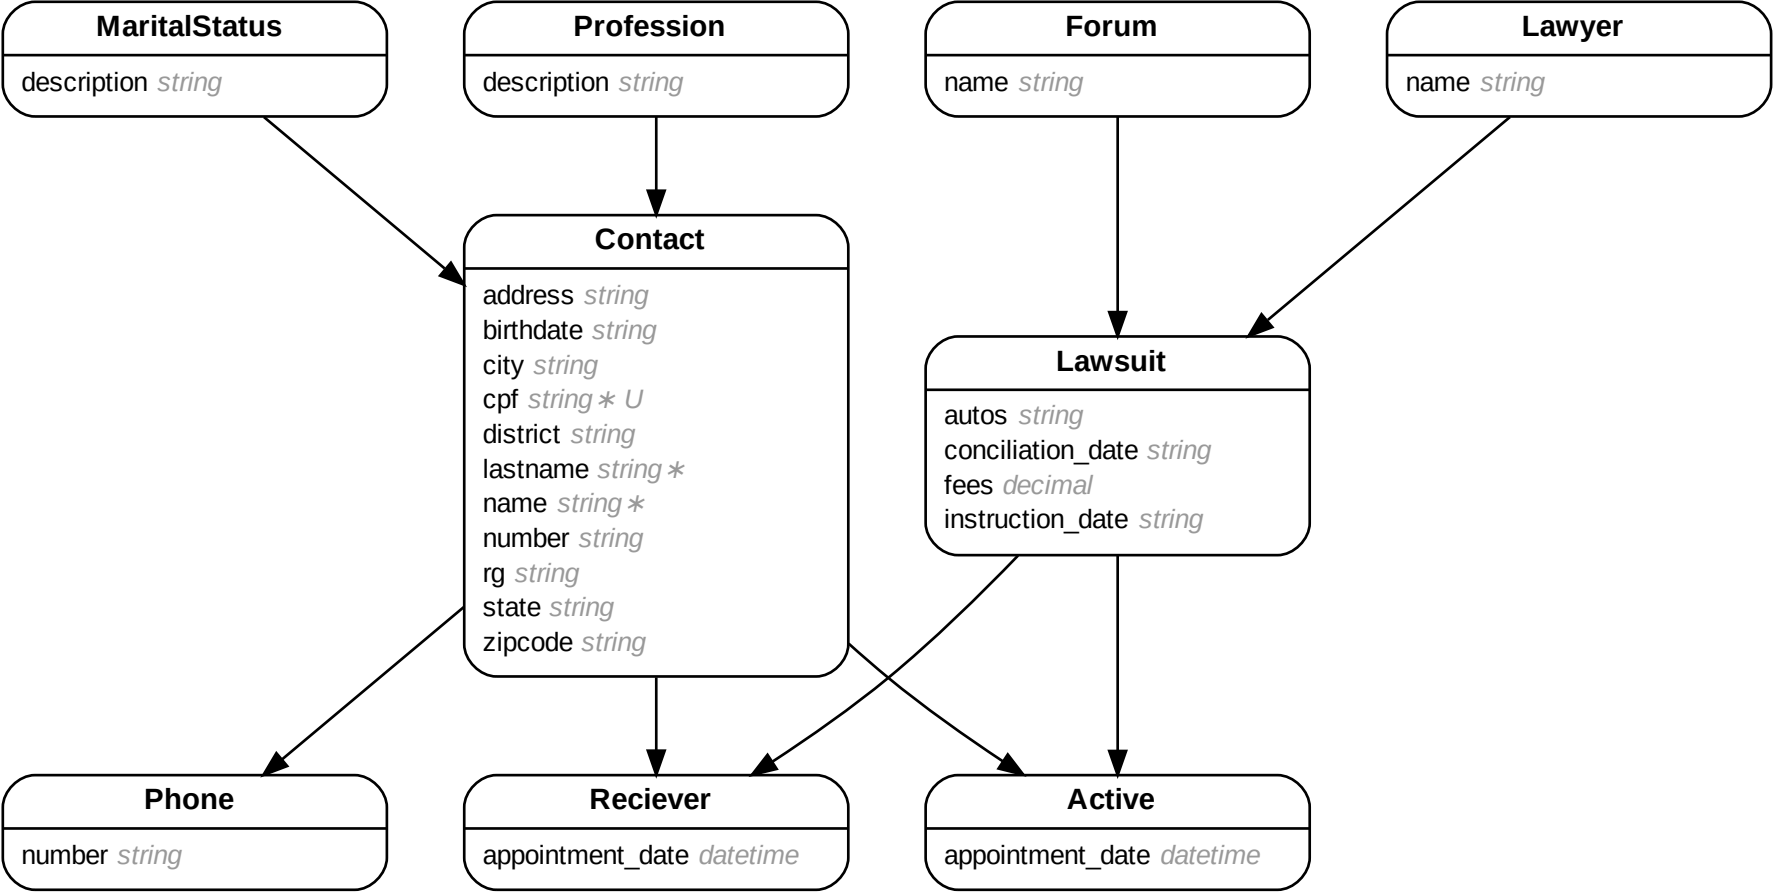 MaritalStatus
description string
Profession
description string
Forum
name string
Lawyer
name string
Contact
address string
birthdate string
city string
cpf string∗ U
district string
lastname string∗
name string∗
number string
rg string
state string
zipcode string
Lawsuit
autos string
conciliation_date string
fees decimal
instruction_date string
Phone
number string
Reciever
appointment_date datetime
Active
appointment_date datetime